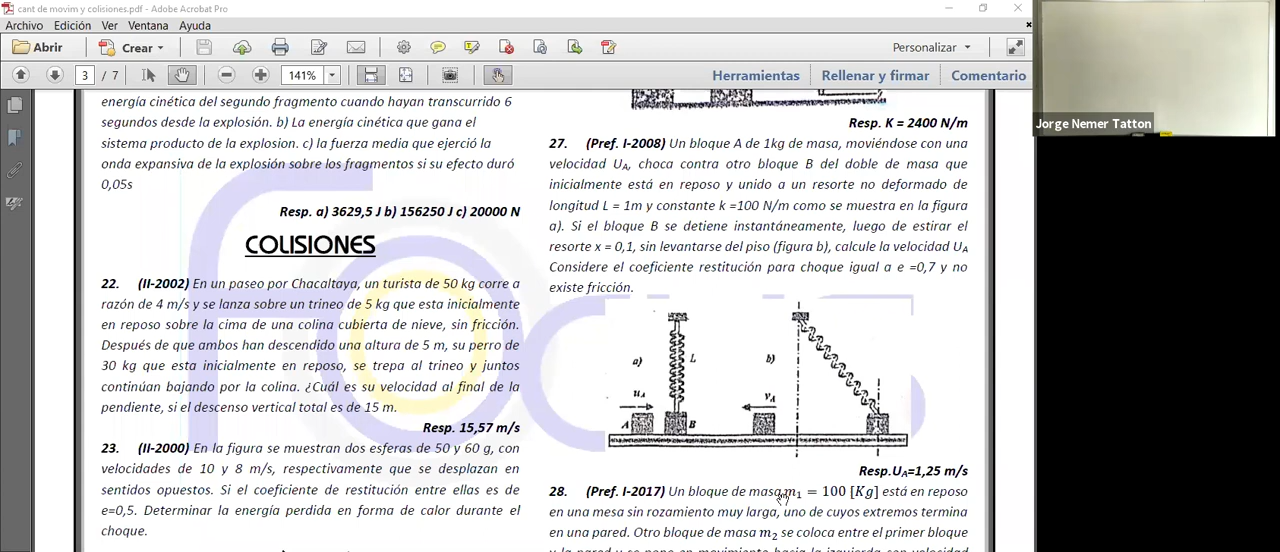 cant de movim y colisiones.pdf - Adobe Acrobat Pro
Archivo Edición Ver Ventana Ayuda
Abrir Crear Personalizar
3 / 7 141% Herramientas Rellenar y firmar Comentario
Jorge Nemer Tatton
energía cinética del segundo fragmento cuando hayan transcurrido 6
segundos desde la explosión. b) La energía cinética que gana el
sistema producto de la explosion. c) la fuerza media que ejerció la
onda expansiva de la explosión sobre los fragmentos si su efecto duró
0,05s
Resp. a) 3629,5 J b) 156250 J c) 20000 N
COLISIONES
22. (II-2002) En un paseo por Chacaltaya, un turista de 50 kg corre a
razón de 4 m/s y se lanza sobre un trineo de 5 kg que esta inicialmente
en reposo sobre la cima de una colina cubierta de nieve, sin fricción.
Después de que ambos han descendido una altura de 5 m, su perro de
30 kg que esta inicialmente en reposo, se trepa al trineo y juntos
continúan bajando por la colina. ¿Cuál es su velocidad al final de la
pendiente, si el descenso vertical total es de 15 m.
Resp. 15,57 m/s
23. (II-2000) En la figura se muestran dos esferas de 50 y 60 g, con
velocidades de 10 y 8 m/s, respectivamente que se desplazan en
sentidos opuestos. Si el coeficiente de restitución entre ellas es de
e=0,5. Determinar la energía perdida en forma de calor durante el
choque.
Resp. K = 2400 N/m
27. (Pref. I-2008) Un bloque A de 1kg de masa, moviéndose con una
velocidad UA, choca contra otro bloque B del doble de masa que
inicialmente está en reposo y unido a un resorte no deformado de
longitud L = 1m y constante k =100 N/m como se muestra en la figura
a). Si el bloque B se detiene instantáneamente, luego de estirar el
resorte x = 0,1, sin levantarse del piso (figura b), calcule la velocidad UA
Considere el coeficiente restitución para choque igual a e =0,7 y no
existe fricción.
a) L b)
uA vA
A B
Resp.UA=1,25 m/s
28. (Pref. I-2017) Un bloque de masa m₁ = 100 [Kg] está en reposo
en una mesa sin rozamiento muy larga, uno de cuyos extremos termina
en una pared. Otro bloque de masa m₂ se coloca entre el primer bloque
y la pared y se pone en movimiento hacia la izquierda con velocidad